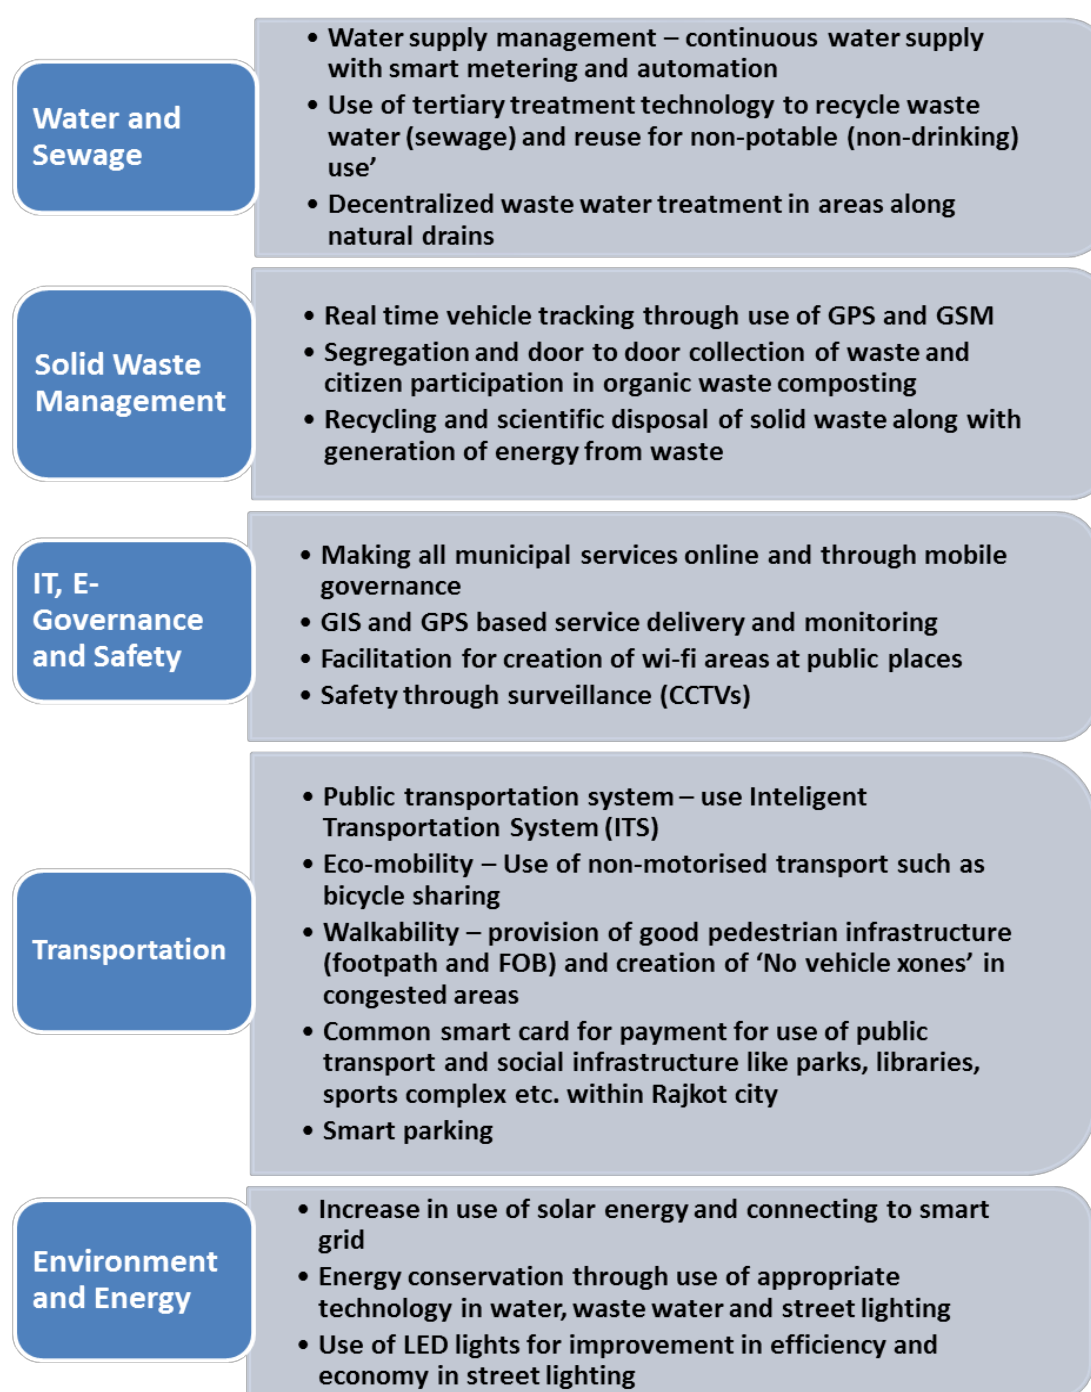 Water and
Sewage
• Water supply management – continuous water supply
with smart metering and automation
• Use of tertiary treatment technology to recycle waste
water (sewage) and reuse for non-potable (non-drinking)
use’
• Decentralized waste water treatment in areas along
natural drains
Solid Waste
Management
• Real time vehicle tracking through use of GPS and GSM
• Segregation and door to door collection of waste and
citizen participation in organic waste composting
• Recycling and scientific disposal of solid waste along with
generation of energy from waste
IT, E-
Governance
and Safety
• Making all municipal services online and through mobile
governance
• GIS and GPS based service delivery and monitoring
• Facilitation for creation of wi-fi areas at public places
• Safety through surveillance (CCTVs)
Transportation
• Public transportation system – use Inteligent
Transportation System (ITS)
• Eco-mobility – Use of non-motorised transport such as
bicycle sharing
• Walkability – provision of good pedestrian infrastructure
(footpath and FOB) and creation of ‘No vehicle xones’ in
congested areas
• Common smart card for payment for use of public
transport and social infrastructure like parks, libraries,
sports complex etc. within Rajkot city
• Smart parking
Environment
and Energy
• Increase in use of solar energy and connecting to smart
grid
• Energy conservation through use of appropriate
technology in water, waste water and street lighting
• Use of LED lights for improvement in efficiency and
economy in street lighting